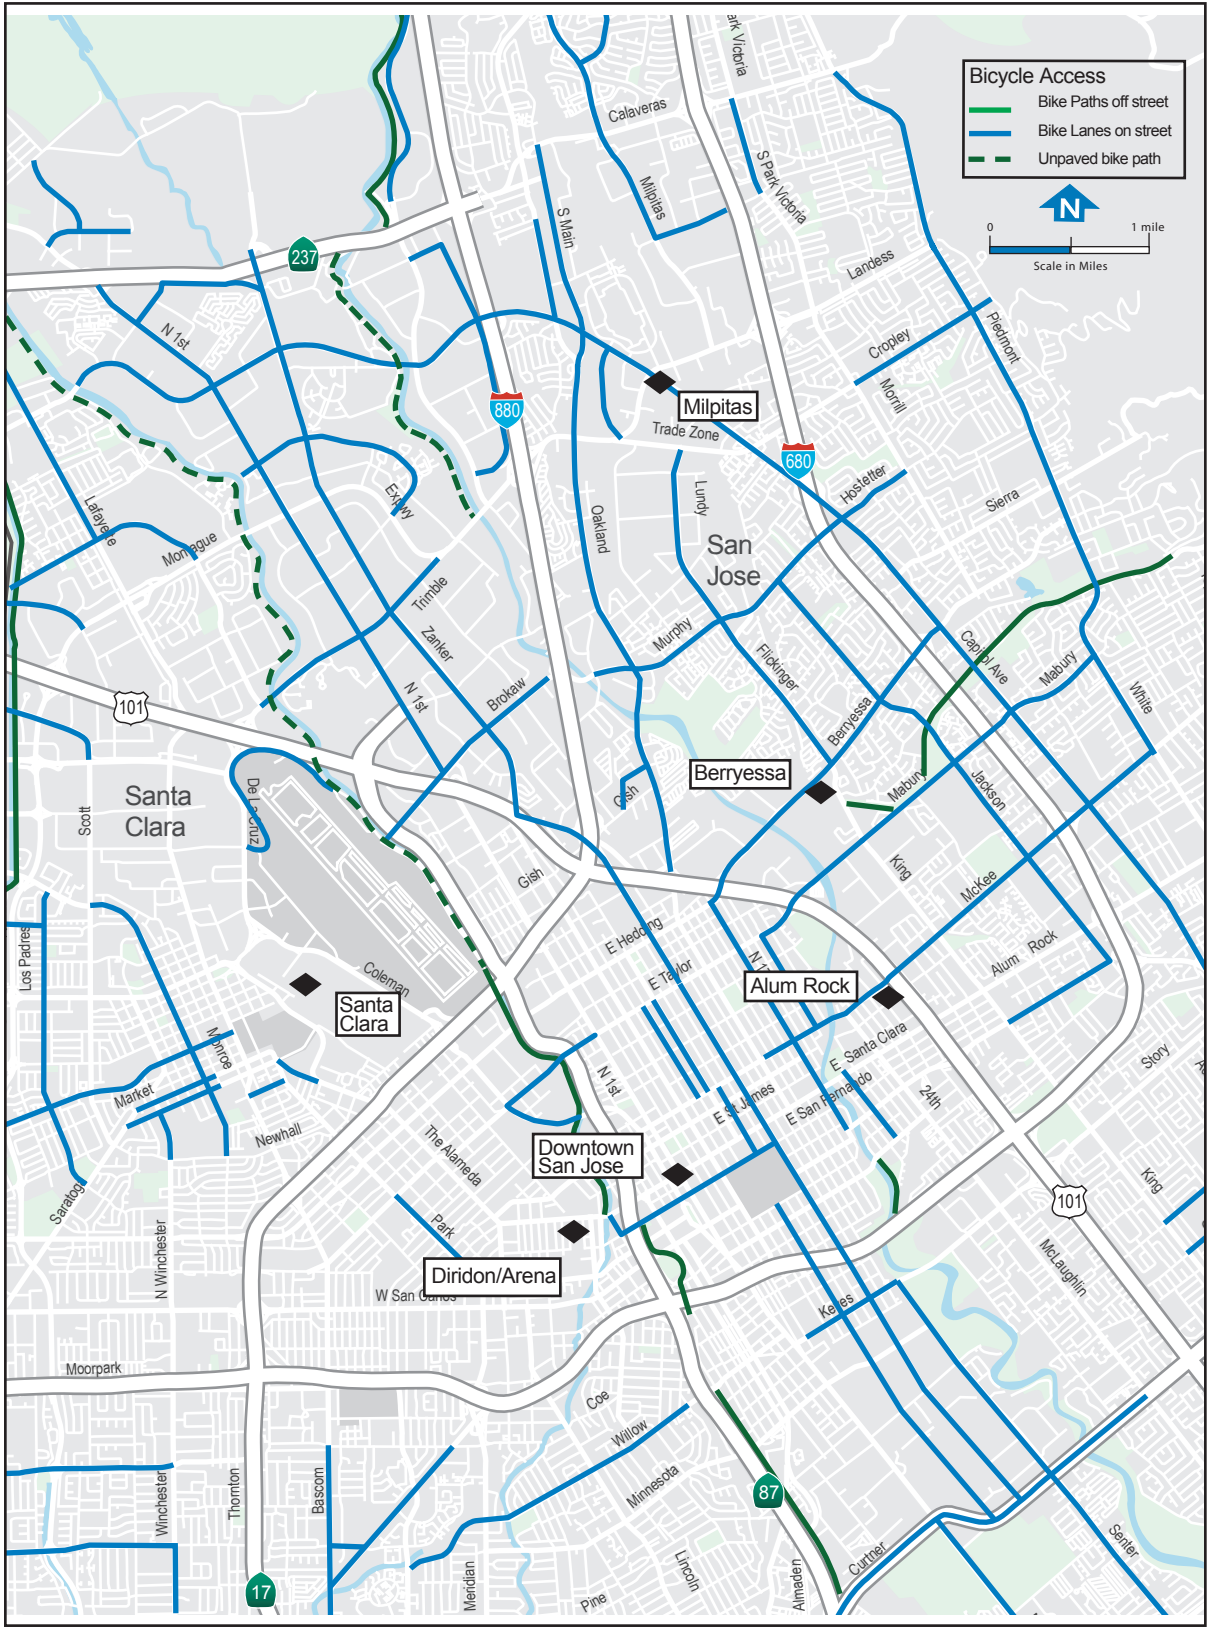 Bicycle Access
Bike Paths off street
Bike Lanes on street
Unpaved bike path
N
0
1 mile
Scale in Miles
Park Victoria
Calaveras
S Park Victoria
Milpitas
S Main
237
Landess
Piedmont
Cropley
N 1st
Morrill
880
Milpitas
Trade Zone
680
Hostetter
Sierra
Expwy
Lundy
Lafayette
Oakland
San
Jose
Montague
Trimble
Murphy
Zanker
Capitol Ave
Flickinger
Mabury
N 1st
Brokaw
White
101
Berryessa
Berryessa
Jackson
Mabury
De La Cruz
Santa
Clara
Scott
Gish
King
Gish
McKee
Los Padres
E Hedding
Alum Rock
E Taylor
Coleman
Alum Rock
Santa
Clara
Monroe
E Santa Clara
Story
N 1st
Market
E St James
E San Fernando
24th
Newhall
The Alameda
Downtown
San Jose
King
Saratog
101
Park
N Winchester
McLaughlin
Diridon/Arena
W San Carlos
Keyes
Moorpark
Coe
Willow
Minnesota
Winchester
Thornton
Bascom
87
Senter
Curtner
Lincoln
17
Meridian
Pine
Almaden